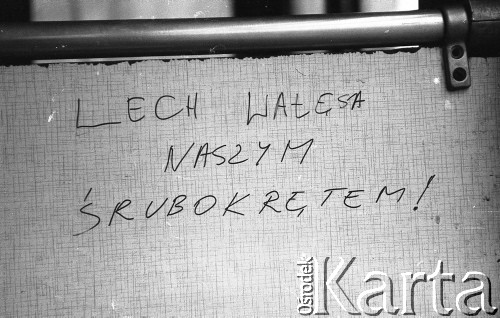 LECH WAŁĘSA
NASZYM
ŚRUBOKRĘTEM!
Ośrodek
Karta